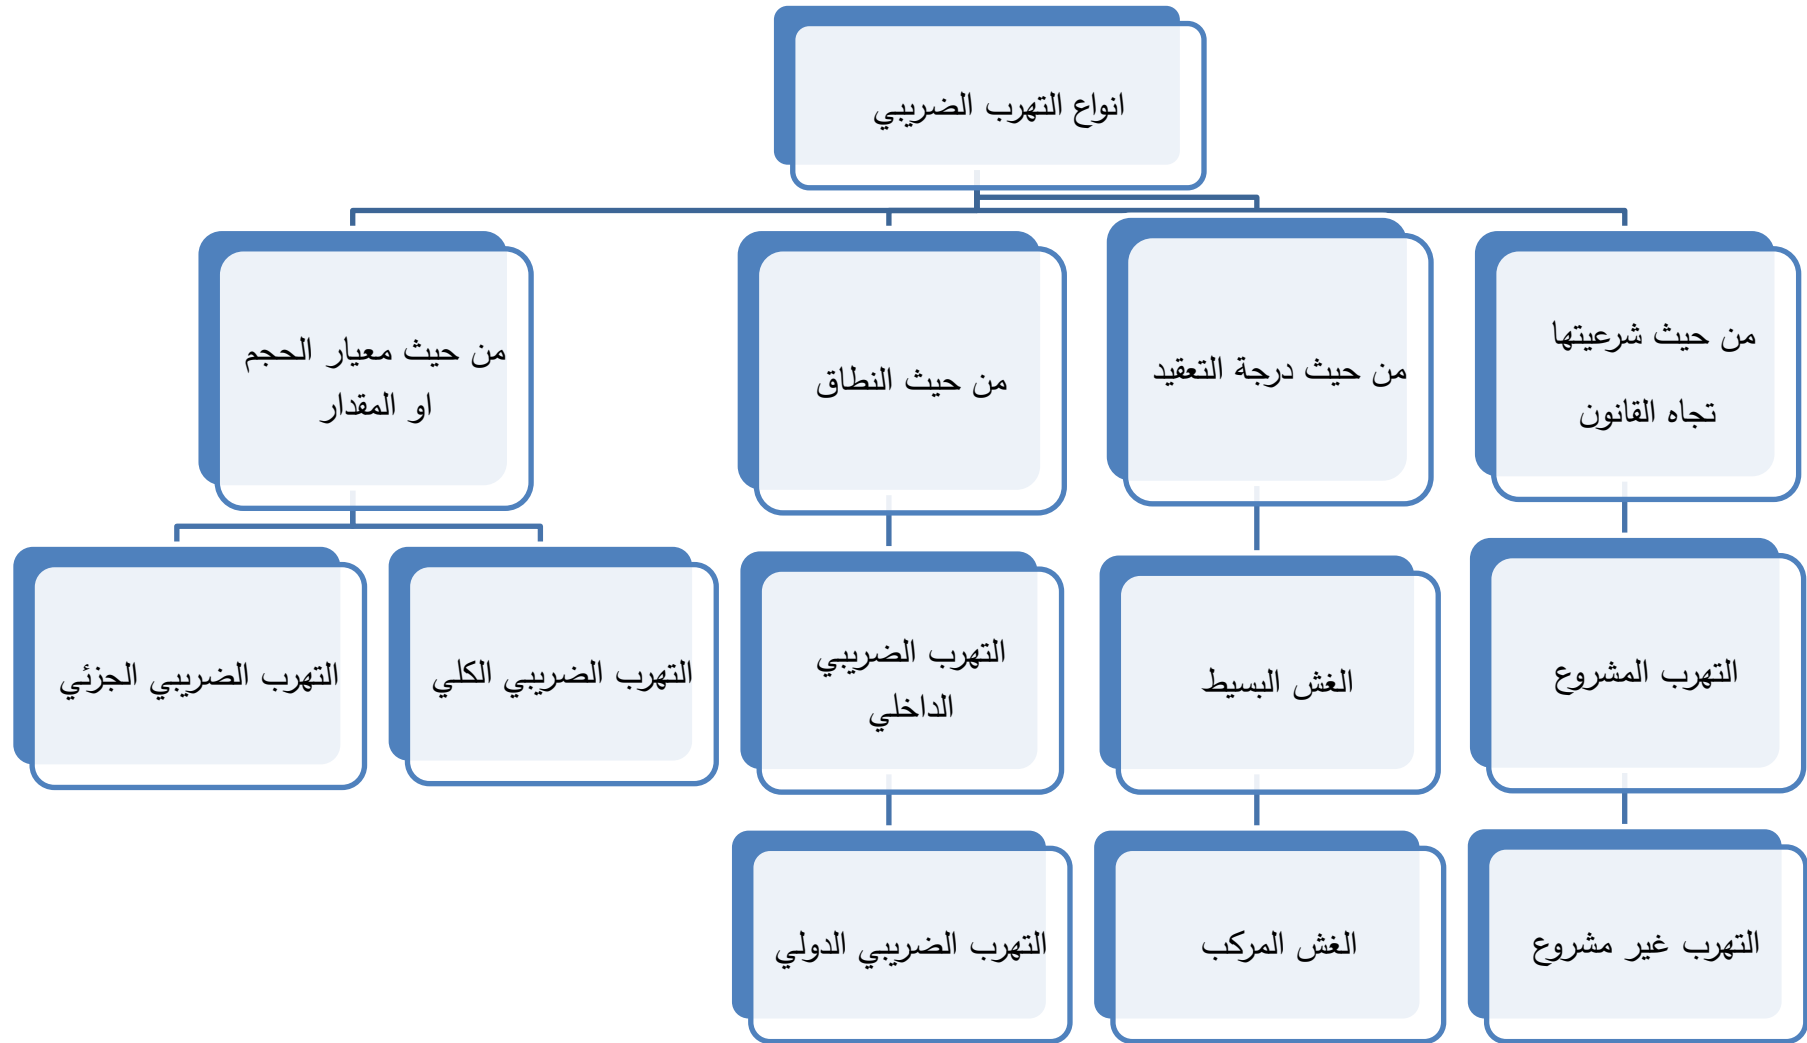 انواع التهرب الضريبي
من حيث شرعيتها
تجاه القانون
من حيث درجة التعقيد
من حيث النطاق
من حيث معيار الحجم
او المقدار
التهرب المشروع
الغش البسيط
التهرب الضريبي
الداخلي
التهرب الضريبي الكلي
التهرب الضريبي الجزئي
التهرب غير مشروع
الغش المركب
التهرب الضريبي الدولي